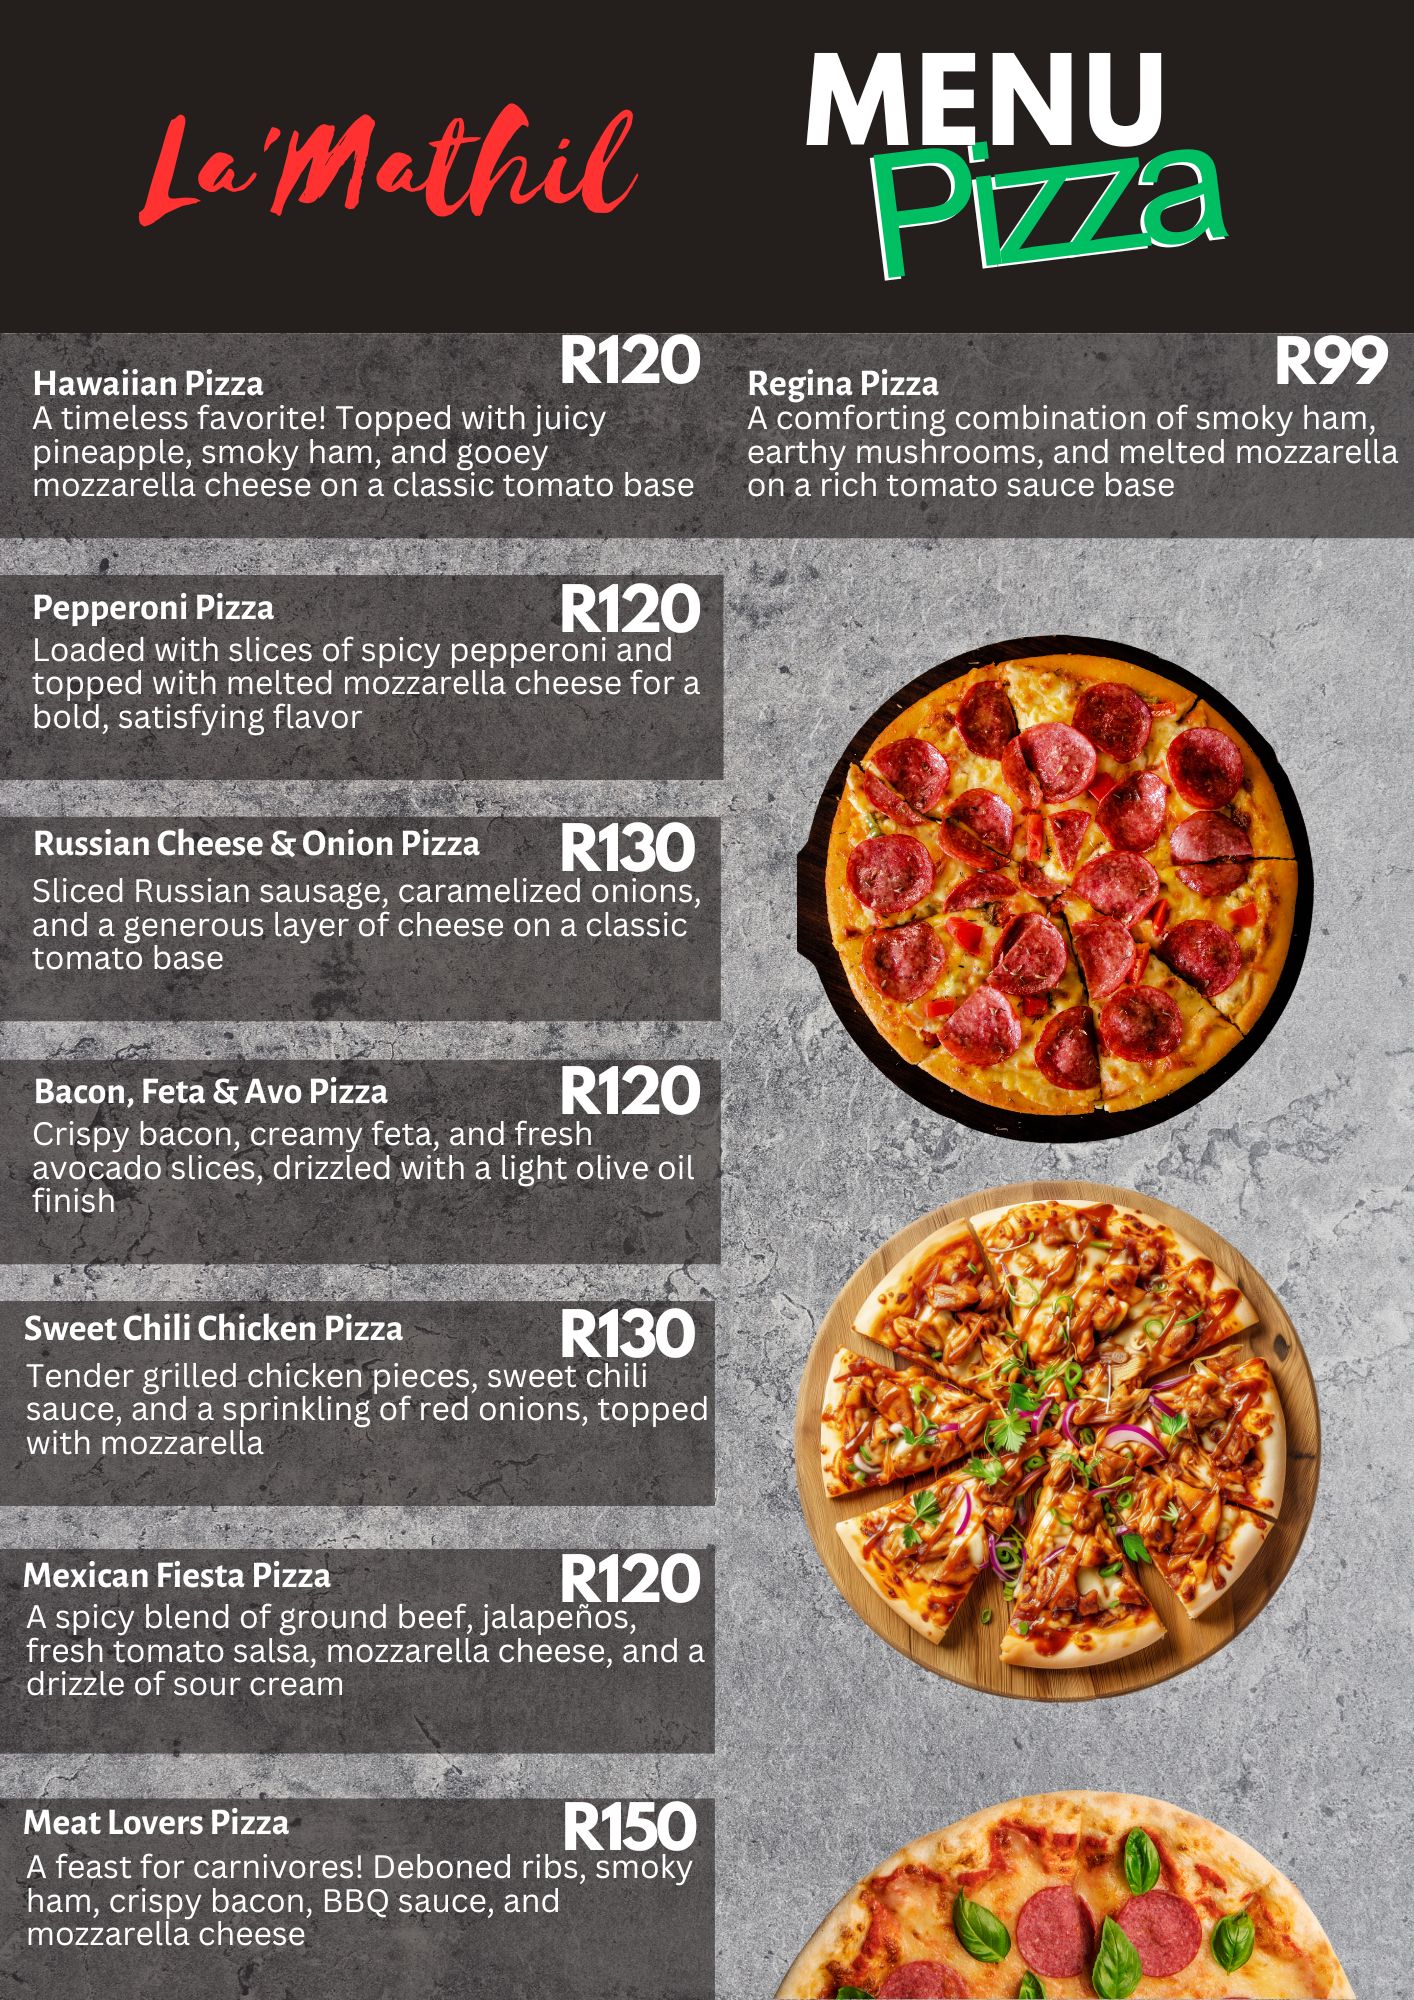 La'Mathil
MENU
Pizza
R120
Hawaiian Pizza
A timeless favorite! Topped with juicy
pineapple, smoky ham, and gooey
mozzarella cheese on a classic tomato base
R99
Regina Pizza
A comforting combination of smoky ham,
earthy mushrooms, and melted mozzarella
on a rich tomato sauce base
Pepperoni Pizza
R120
Loaded with slices of spicy pepperoni and
topped with melted mozzarella cheese for a
bold, satisfying flavor
Russian Cheese & Onion Pizza
R130
Sliced Russian sausage, caramelized onions,
and a generous layer of cheese on a classic
tomato base
Bacon, Feta & Avo Pizza
R120
Crispy bacon, creamy feta, and fresh
avocado slices, drizzled with a light olive oil
finish
Sweet Chili Chicken Pizza
R130
Tender grilled chicken pieces, sweet chili
sauce, and a sprinkling of red onions, topped
with mozzarella
Mexican Fiesta Pizza
R120
A spicy blend of ground beef, jalapeños,
fresh tomato salsa, mozzarella cheese, and a
drizzle of sour cream
Meat Lovers Pizza
R150
A feast for carnivores! Deboned ribs, smoky
ham, crispy bacon, BBQ sauce, and
mozzarella cheese